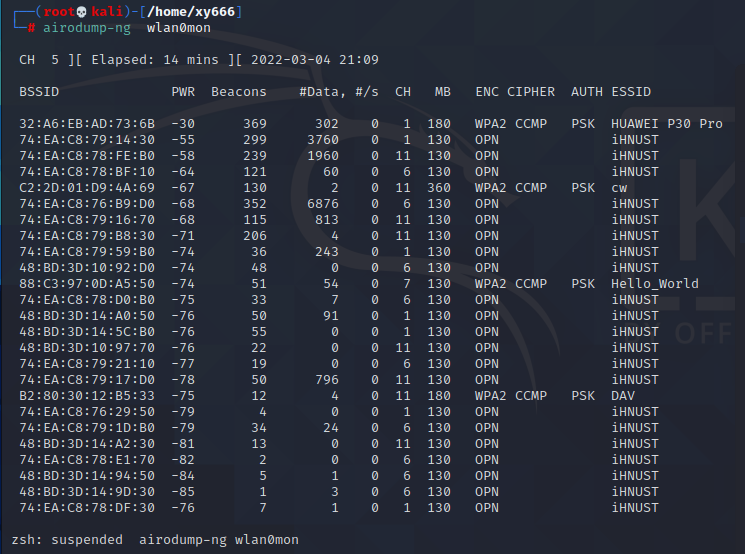 (root💀kali)-[/home/xy666]
# airodump-ng  wlan0mon
CH  5 ][ Elapsed: 14 mins ][ 2022-03-04 21:09
BSSID              PWR  Beacons    #Data, #/s  CH   MB   ENC CIPHER  AUTH ESSID
32:A6:EB:AD:73:6B  -30      369      302    0   1  180   WPA2 CCMP   PSK  HUAWEI P30 Pro
74:EA:C8:79:14:30  -55      299     3760    0   1  130   OPN              iHNUST
74:EA:C8:78:FE:B0  -58      239     1960    0  11  130   OPN              iHNUST
74:EA:C8:78:BF:10  -64      121       60    0   6  130   OPN              iHNUST
C2:2D:01:D9:4A:69  -67      130        2    0  11  360   WPA2 CCMP   PSK  cw
74:EA:C8:76:B9:D0  -68      352     6876    0   6  130   OPN              iHNUST
74:EA:C8:79:16:70  -68      115      813    0  11  130   OPN              iHNUST
74:EA:C8:79:B8:30  -71      206        4    0  11  130   OPN              iHNUST
74:EA:C8:79:59:B0  -74       36      243    0   1  130   OPN              iHNUST
48:BD:3D:10:92:D0  -74       48        0    0   6  130   OPN              iHNUST
88:C3:97:0D:A5:50  -74       51       54    0   7  130   WPA2 CCMP   PSK  Hello_World
74:EA:C8:78:D0:B0  -75       33        7    0   6  130   OPN              iHNUST
48:BD:3D:14:A0:50  -76       50       91    0   1  130   OPN              iHNUST
48:BD:3D:14:5C:B0  -76       55        0    0   1  130   OPN              iHNUST
48:BD:3D:10:97:70  -76       22        0    0  11  130   OPN              iHNUST
74:EA:C8:79:21:10  -77       19        0    0   6  130   OPN              iHNUST
74:EA:C8:79:17:D0  -78       50      796    0  11  130   OPN              iHNUST
B2:80:30:12:B5:33  -75       12        4    0  11  180   WPA2 CCMP   PSK  DAV
74:EA:C8:76:29:50  -79        4        0    0   1  130   OPN              iHNUST
74:EA:C8:79:1D:B0  -79       34       24    0   6  130   OPN              iHNUST
48:BD:3D:14:A2:30  -81       13        0    0  11  130   OPN              iHNUST
74:EA:C8:78:E1:70  -82        2        0    0   6  130   OPN              iHNUST
48:BD:3D:14:94:50  -84        5        1    0   6  130   OPN              iHNUST
48:BD:3D:14:9D:30  -85        1        3    0   6  130   OPN              iHNUST
74:EA:C8:78:DF:30  -76        7        1    0   1  130   OPN              iHNUST
zsh: suspended  airodump-ng wlan0mon
K
OFF